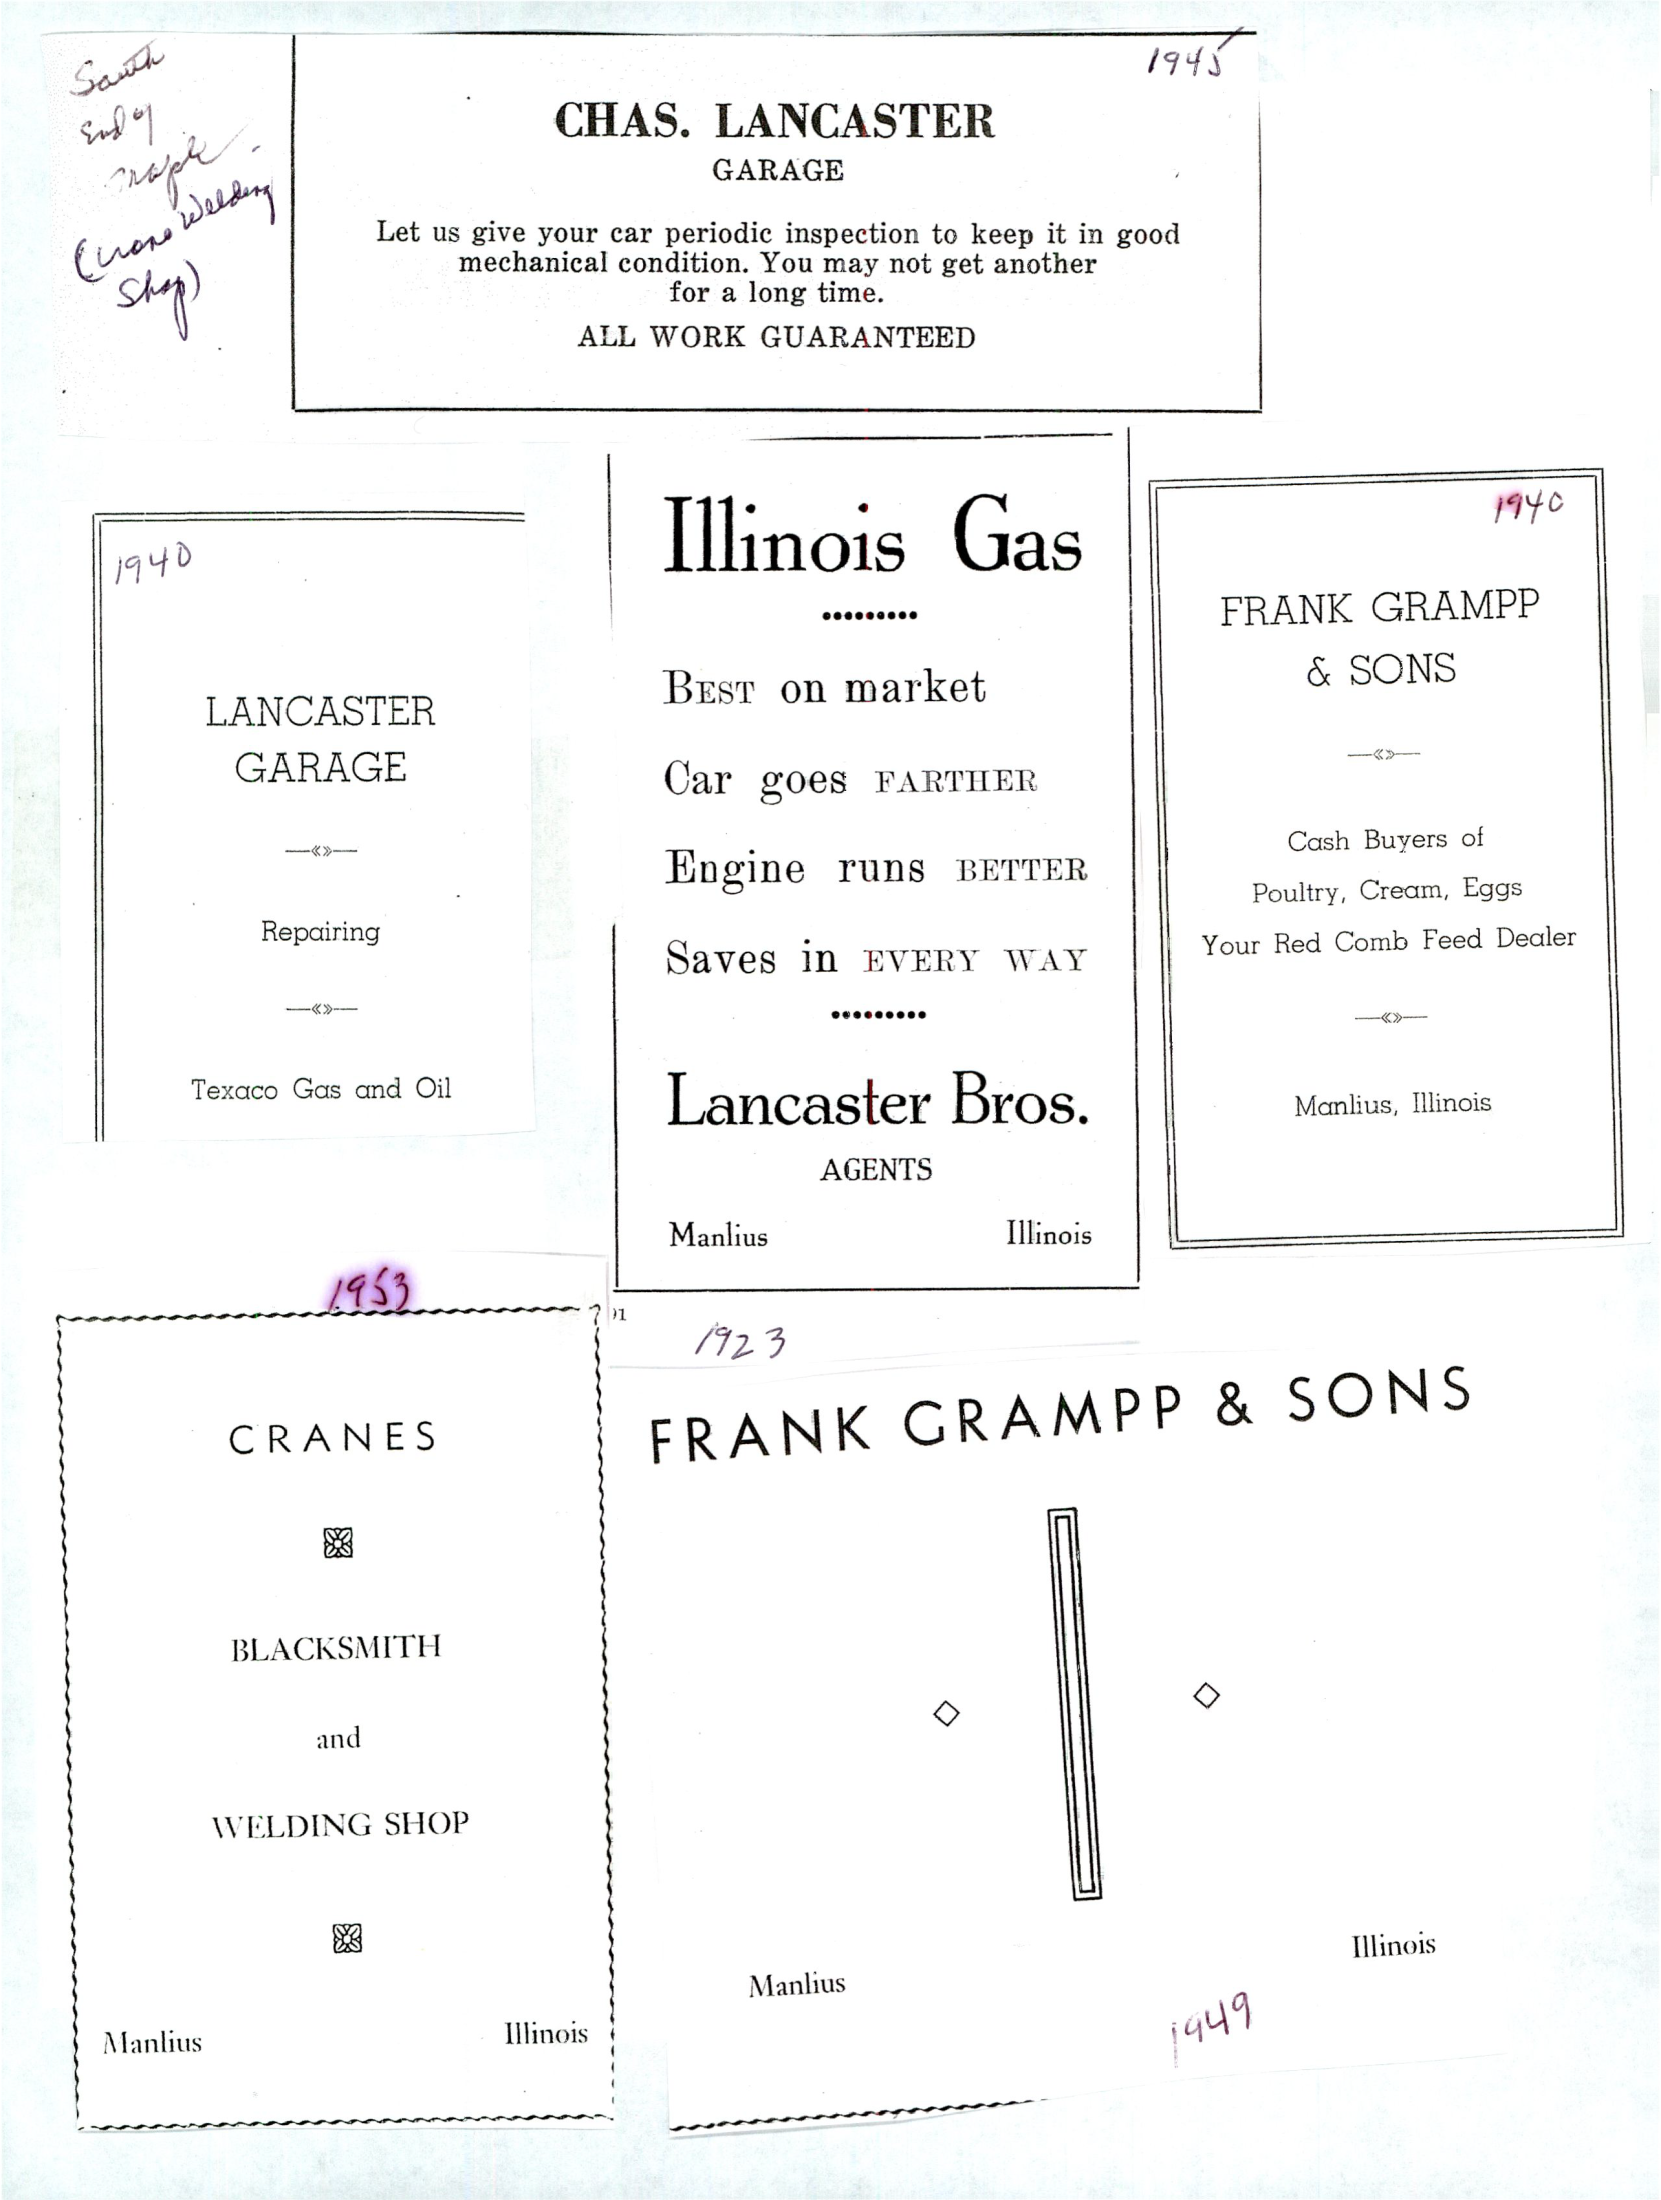 South
End of
Maple
(Crane Welding
Shop)
1945
CHAS. LANCASTER
GARAGE
Let us give your car periodic inspection to keep it in good
mechanical condition. You may not get another
for a long time.
ALL WORK GUARANTEED
1940
LANCASTER
GARAGE
Repairing
Texaco Gas and Oil
Illinois Gas
BEST on market
Car goes FARTHER
Engine runs BETTER
Saves in EVERY WAY
Lancaster Bros.
AGENTS
Manlius Illinois
91
1923
1940
FRANK GRAMPP
& SONS
Cash Buyers of
Poultry, Cream, Eggs
Your Red Comb Feed Dealer
Manlius, Illinois
1953
CRANES
BLACKSMITH
and
WELDING SHOP
Manlius Illinois
FRANK GRAMPP & SONS
Manlius Illinois
1949